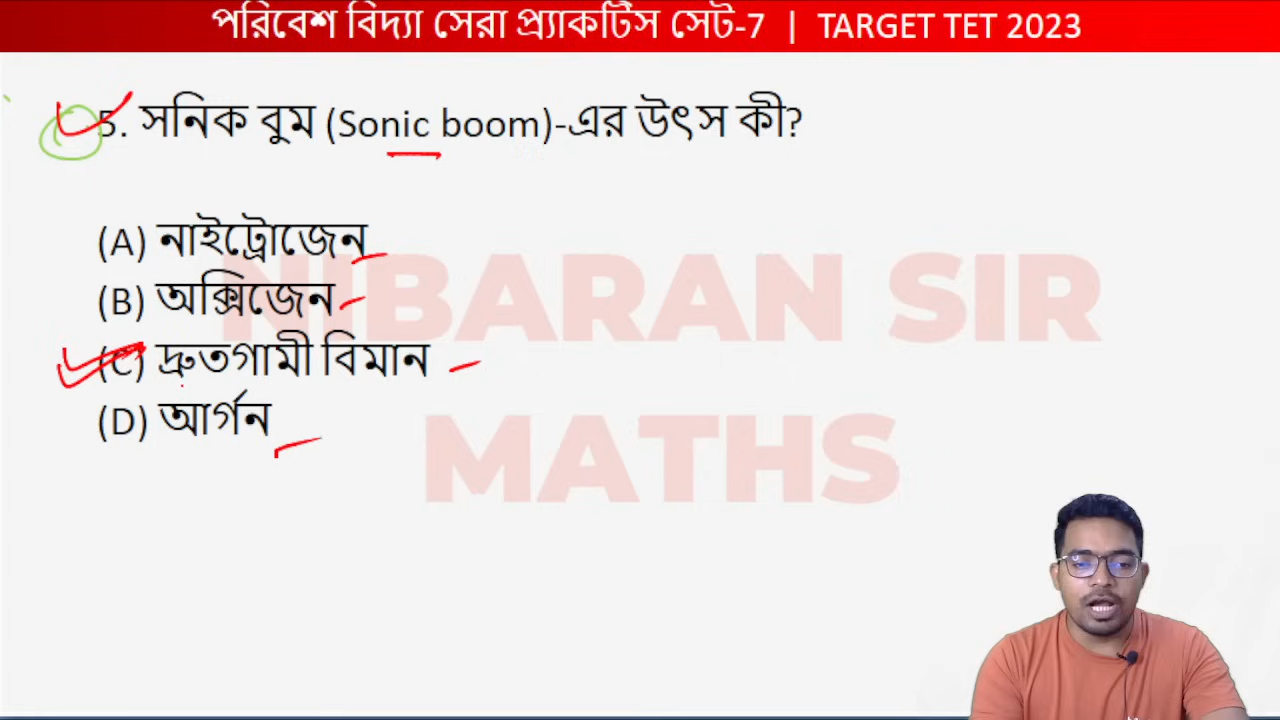 পরিবেশ বিদ্যা সেরা প্র্যাকটিস সেট-7 | TARGET TET 2023
5. সনিক বুম (Sonic boom)-এর উৎস কী?
(A) নাইট্রোজেন
(B) অক্সিজেন
(C) দ্রুতগামী বিমান
(D) আর্গন
NIBARAN SIR
MATHS